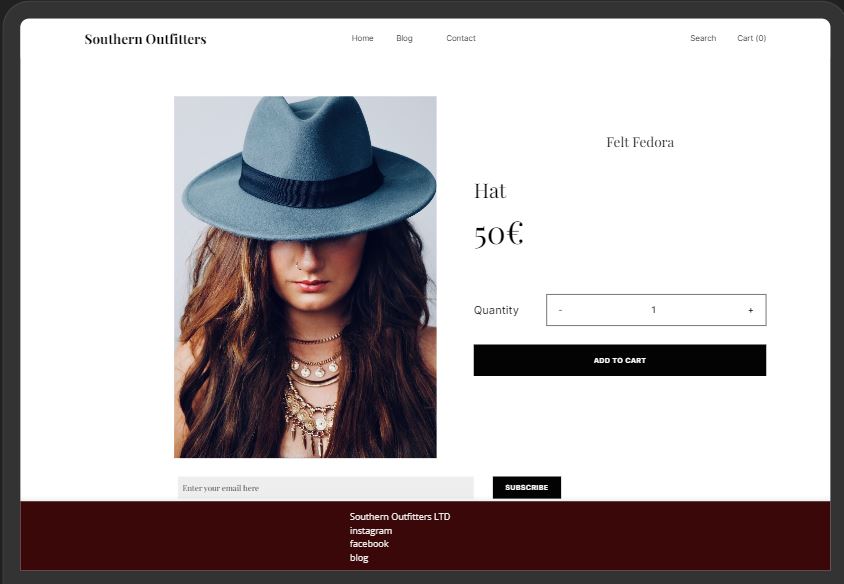 Southern Outfitters
Home Blog Contact
Search Cart (0)
Felt Fedora
Hat
50€
Quantity - 1 +
ADD TO CART
Enter your email here
SUBSCRIBE
Southern Outfitters LTD
instagram
facebook
blog